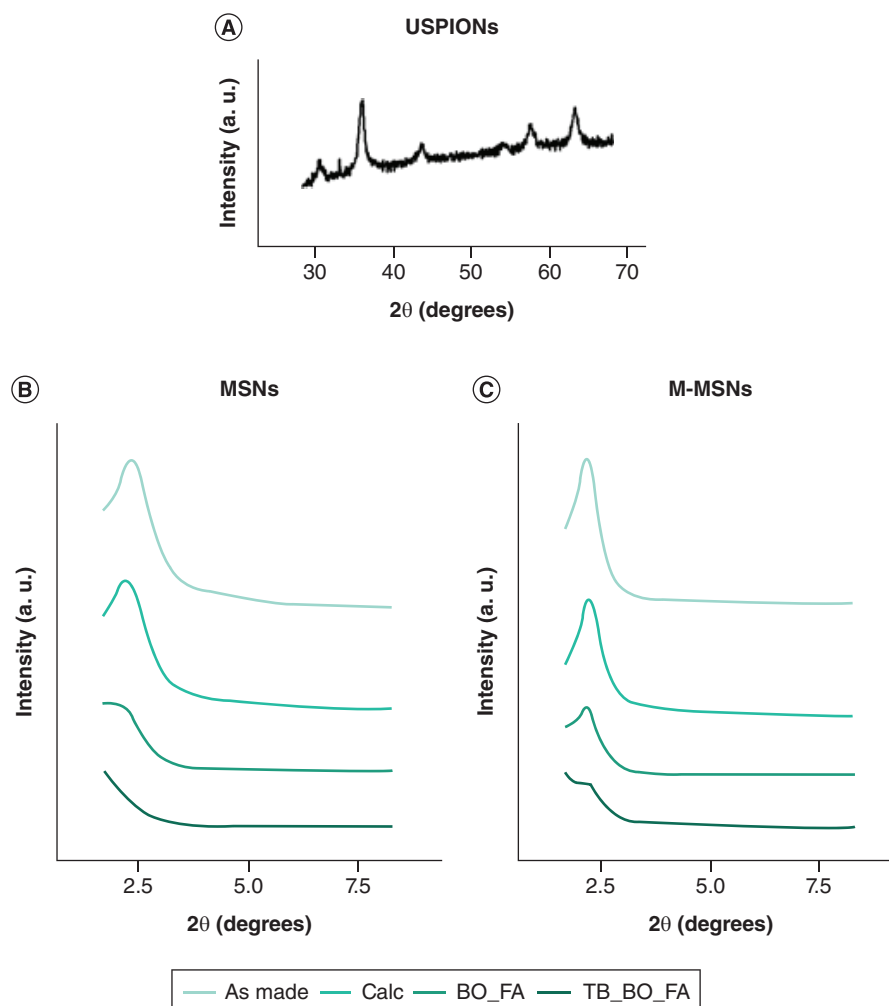 A USPIONs
Intensity (a. u.)
30 40 50 60 70
2θ (degrees)
B MSNs
Intensity (a. u.)
2.5 5.0 7.5
2θ (degrees)
C M-MSNs
Intensity (a. u.)
2.5 5.0 7.5
2θ (degrees)
As made Calc BO_FA TB_BO_FA